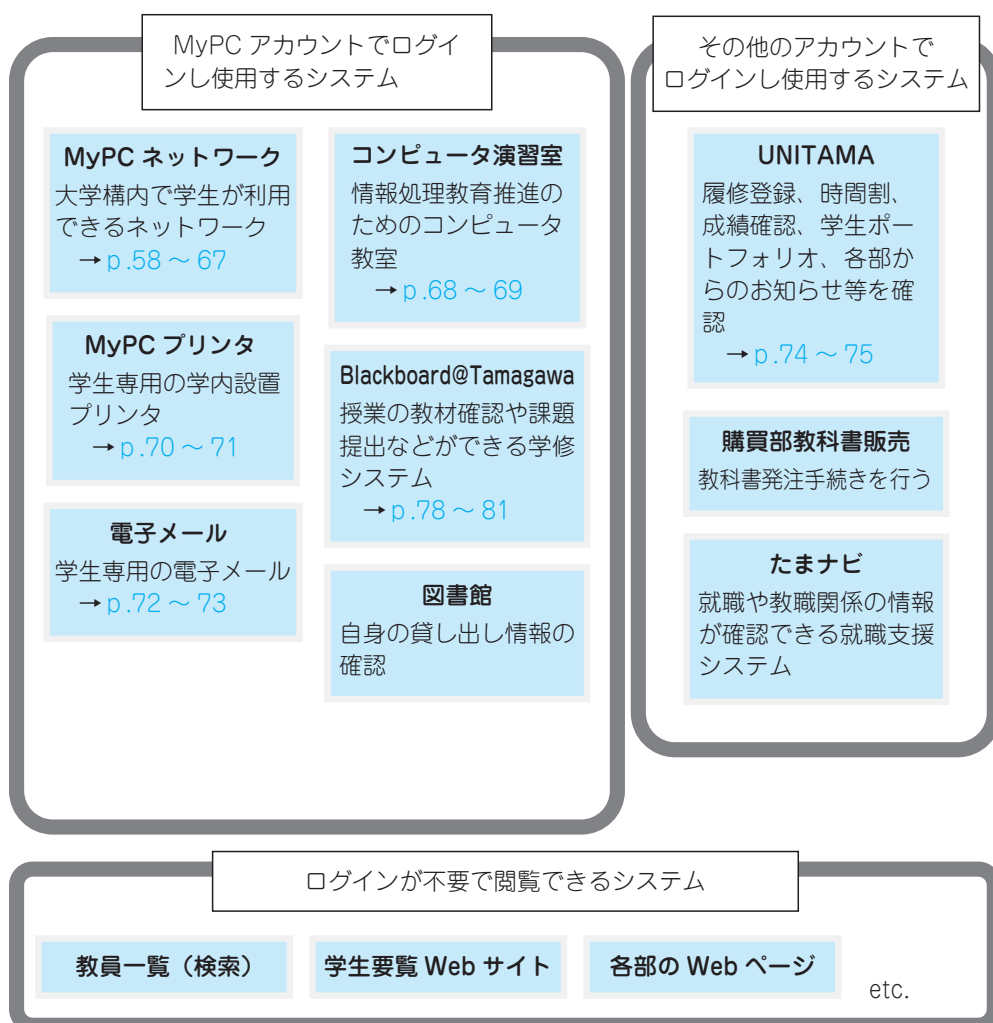 MyPC アカウントでログイ
ンし使用するシステム
MyPC ネットワーク
大学構内で学生が利用
できるネットワーク
→ p.58 ～ 67
MyPC プリンタ
学生専用の学内設置
プリンタ
→ p.70 ～ 71
電子メール
学生専用の電子メール
→ p.72 ～ 73
コンピュータ演習室
情報処理教育推進の
ためのコンピュータ
教室
→ p.68 ～ 69
Blackboard@Tamagawa
授業の教材確認や課題
提出などができる学修
システム
→ p.78 ～ 81
図書館
自身の貸し出し情報の
確認
その他のアカウントで
ログインし使用するシステム
UNITAMA
履修登録、時間割、
成績確認、学生ポー
トフォリオ、各部か
らのお知らせ等を確
認
→ p.74 ～ 75
購買部教科書販売
教科書発注手続きを行う
たまナビ
就職や教職関係の情報
が確認できる就職支援
システム
ログインが不要で閲覧できるシステム
教員一覧（検索）
学生要覧 Web サイト
各部の Web ページ
etc.